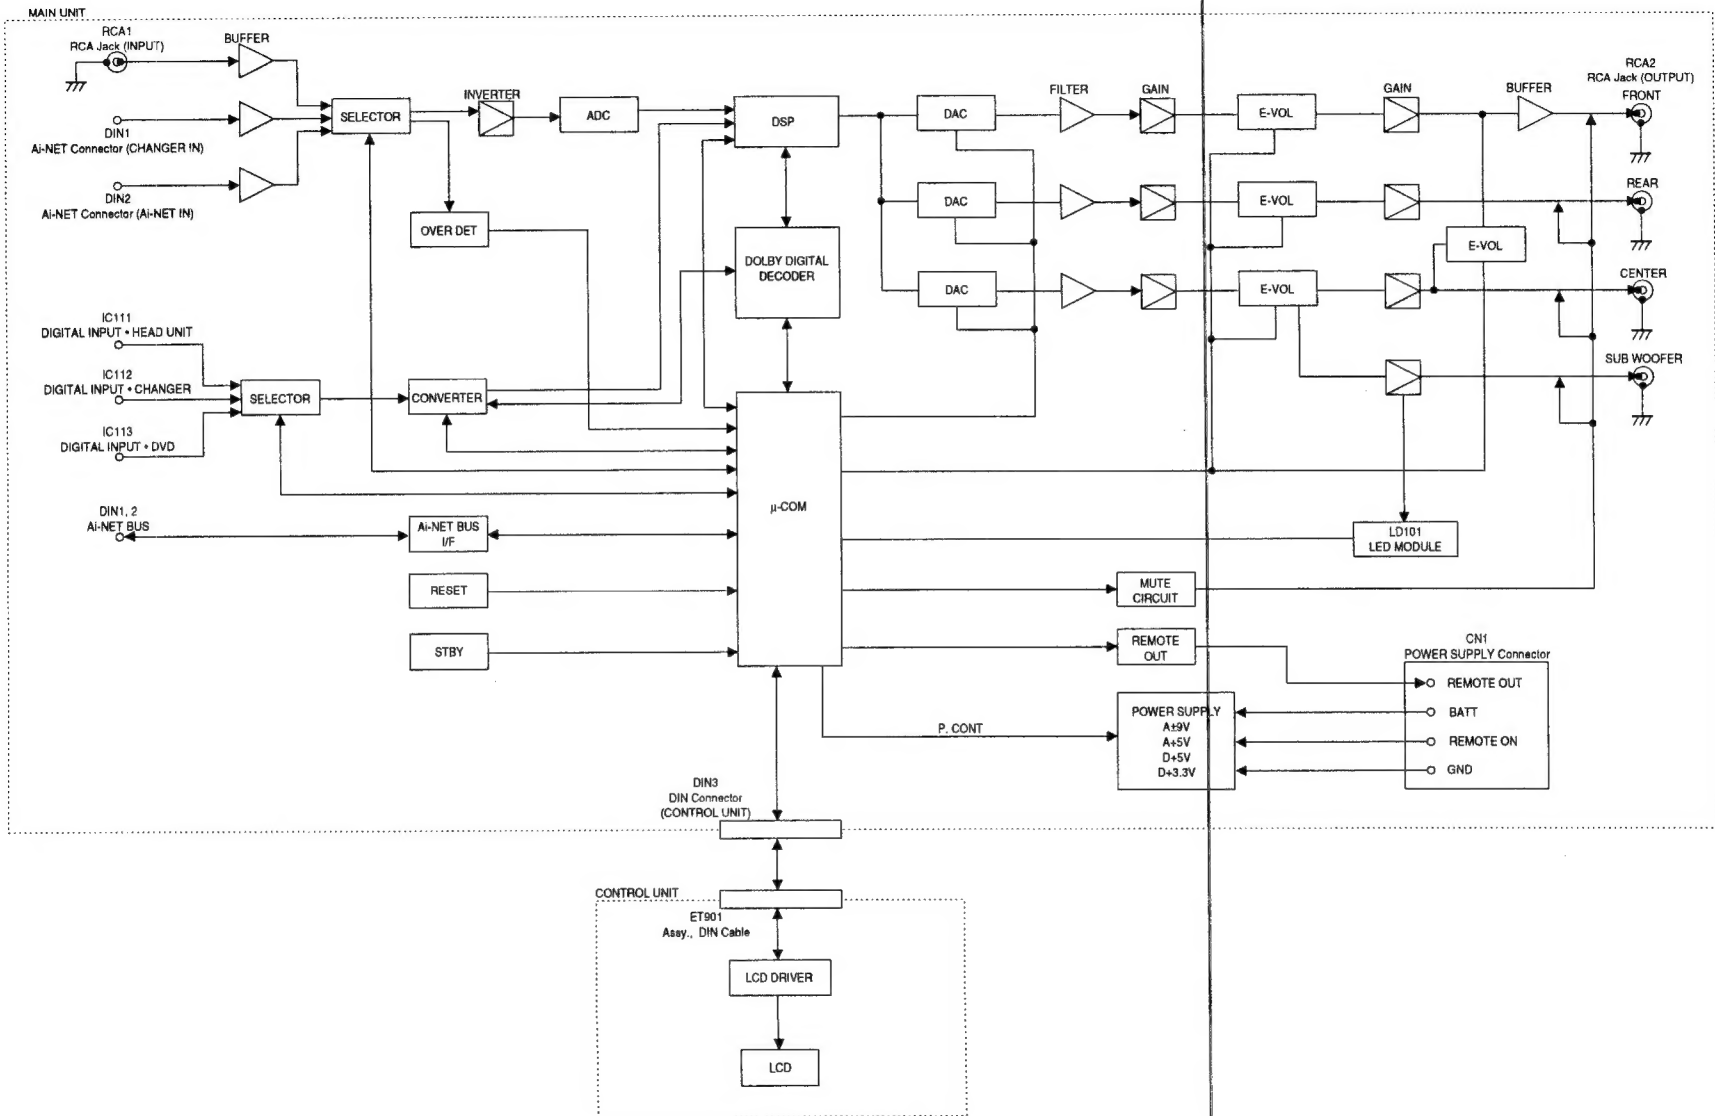 MAIN UNIT
RCA1
RCA Jack (INPUT)
BUFFER
DIN1
Ai-NET Connector (CHANGER IN)
DIN2
Ai-NET Connector (Ai-NET IN)
SELECTOR
INVERTER
ADC
DSP
OVER DET
DOLBY DIGITAL
DECODER
DAC
DAC
DAC
FILTER
GAIN
E-VOL
E-VOL
E-VOL
GAIN
BUFFER
E-VOL
RCA2
RCA Jack (OUTPUT)
FRONT
REAR
CENTER
SUB WOOFER
IC111
DIGITAL INPUT • HEAD UNIT
IC112
DIGITAL INPUT • CHANGER
IC113
DIGITAL INPUT • DVD
SELECTOR
CONVERTER
μ-COM
DIN1, 2
Ai-NET BUS
Ai-NET BUS
I/F
RESET
STBY
LD101
LED MODULE
MUTE
CIRCUIT
REMOTE
OUT
CN1
POWER SUPPLY Connector
REMOTE OUT
BATT
REMOTE ON
GND
POWER SUPPLY
A±9V
A+5V
D+5V
D+3.3V
P. CONT
DIN3
DIN Connector
(CONTROL UNIT)
CONTROL UNIT
ET901
Assy., DIN Cable
LCD DRIVER
LCD